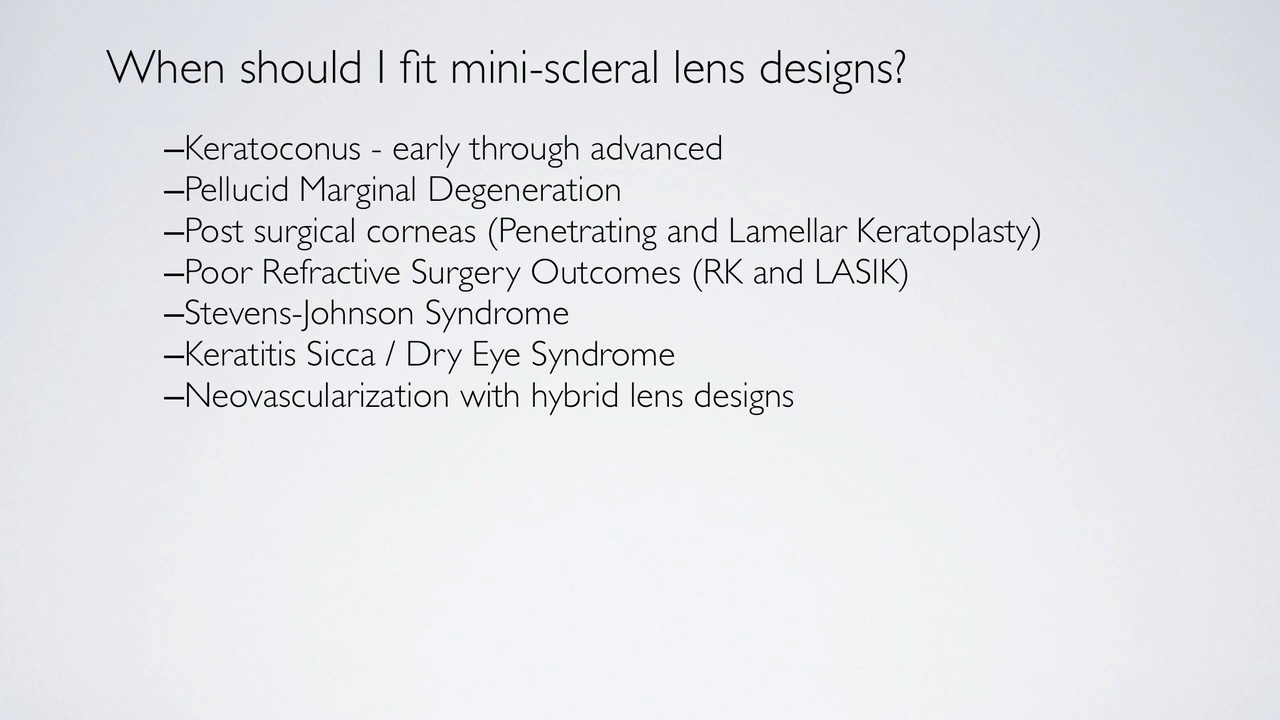 When should I fit mini-scleral lens designs?
–Keratoconus - early through advanced
–Pellucid Marginal Degeneration
–Post surgical corneas (Penetrating and Lamellar Keratoplasty)
–Poor Refractive Surgery Outcomes (RK and LASIK)
–Stevens-Johnson Syndrome
–Keratitis Sicca / Dry Eye Syndrome
–Neovascularization with hybrid lens designs